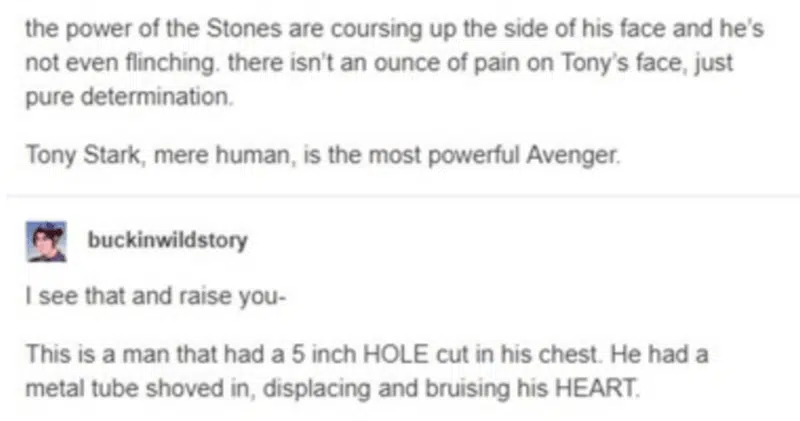 the power of the Stones are coursing up the side of his face and he's
not even flinching. there isn't an ounce of pain on Tony's face, just
pure determination.
Tony Stark, mere human, is the most powerful Avenger.
buckinwildstory
I see that and raise you-
This is a man that had a 5 inch HOLE cut in his chest. He had a
metal tube shoved in, displacing and bruising his HEART.